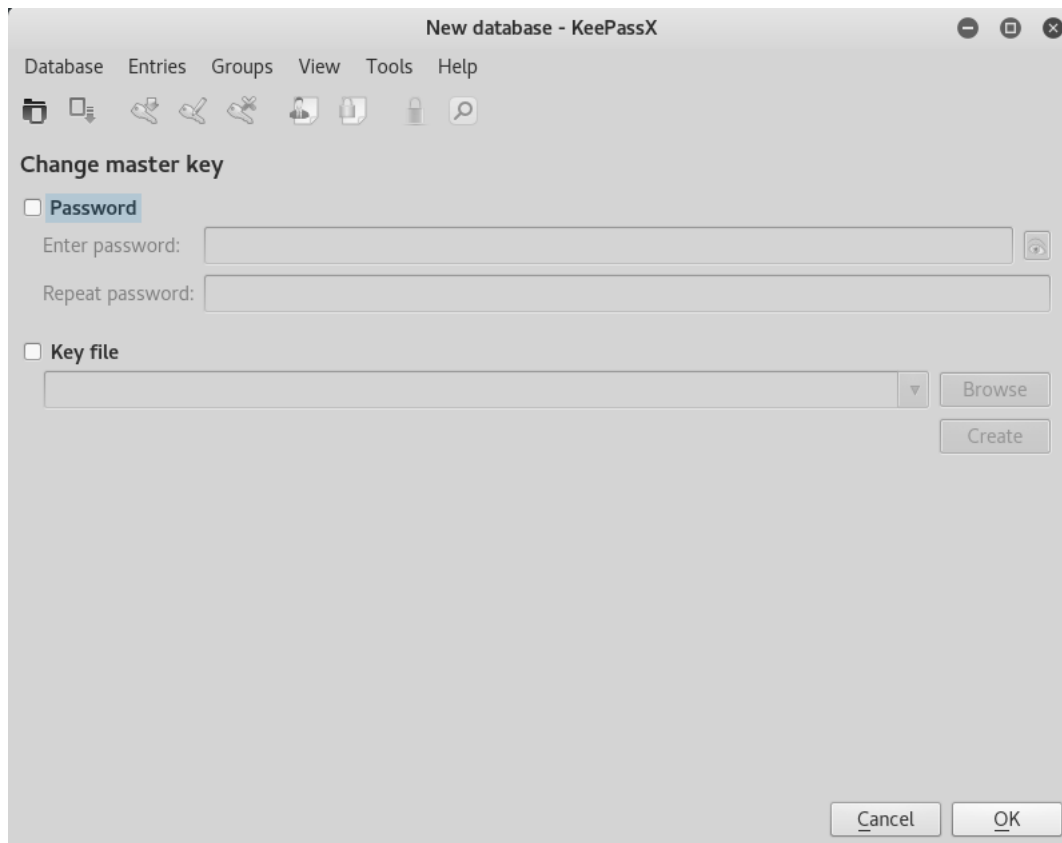 New database - KeePassX
Database Entries Groups View Tools Help
Change master key
Password
Enter password:
Repeat password:
Key file
Browse
Create
Cancel OK